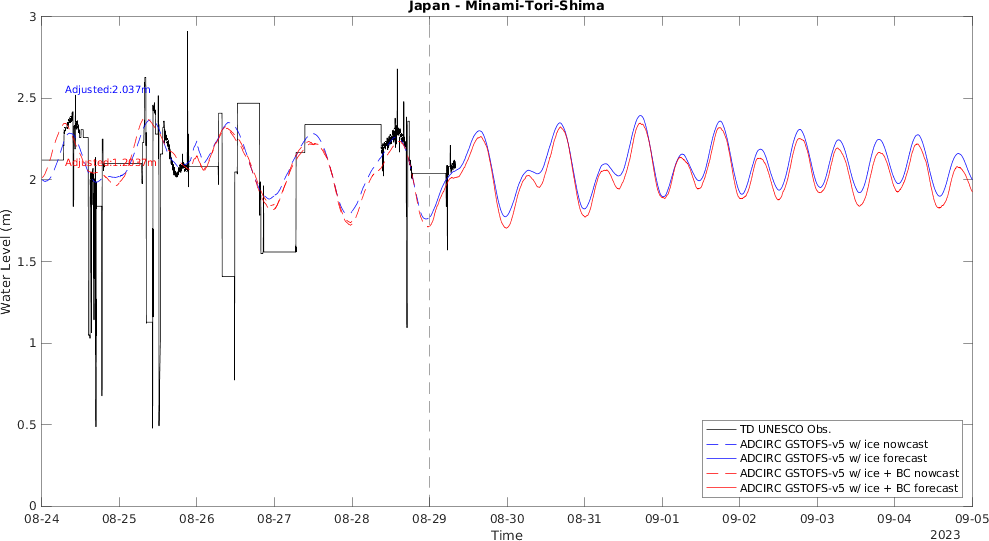 Japan - Minami-Tori-Shima
Water Level (m)
3
2.5
2
1.5
1
0.5
0
Adjusted:2.037m
Adjusted:1.2037m
08-24
08-25
08-26
08-27
08-28
08-29
08-30
08-31
09-01
09-02
09-03
09-04
09-05
Time
2023
TD UNESCO Obs.
ADCIRC GSTOFS-v5 w/ ice nowcast
ADCIRC GSTOFS-v5 w/ ice forecast
ADCIRC GSTOFS-v5 w/ ice + BC nowcast
ADCIRC GSTOFS-v5 w/ ice + BC forecast